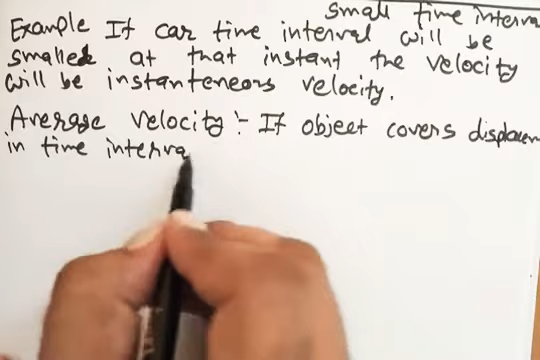 small time interva
Example If car time interval will be
smalled at that instant the velocity
will be instanteneors velocity.
Average velocity :- If object covers displacem
in time interva